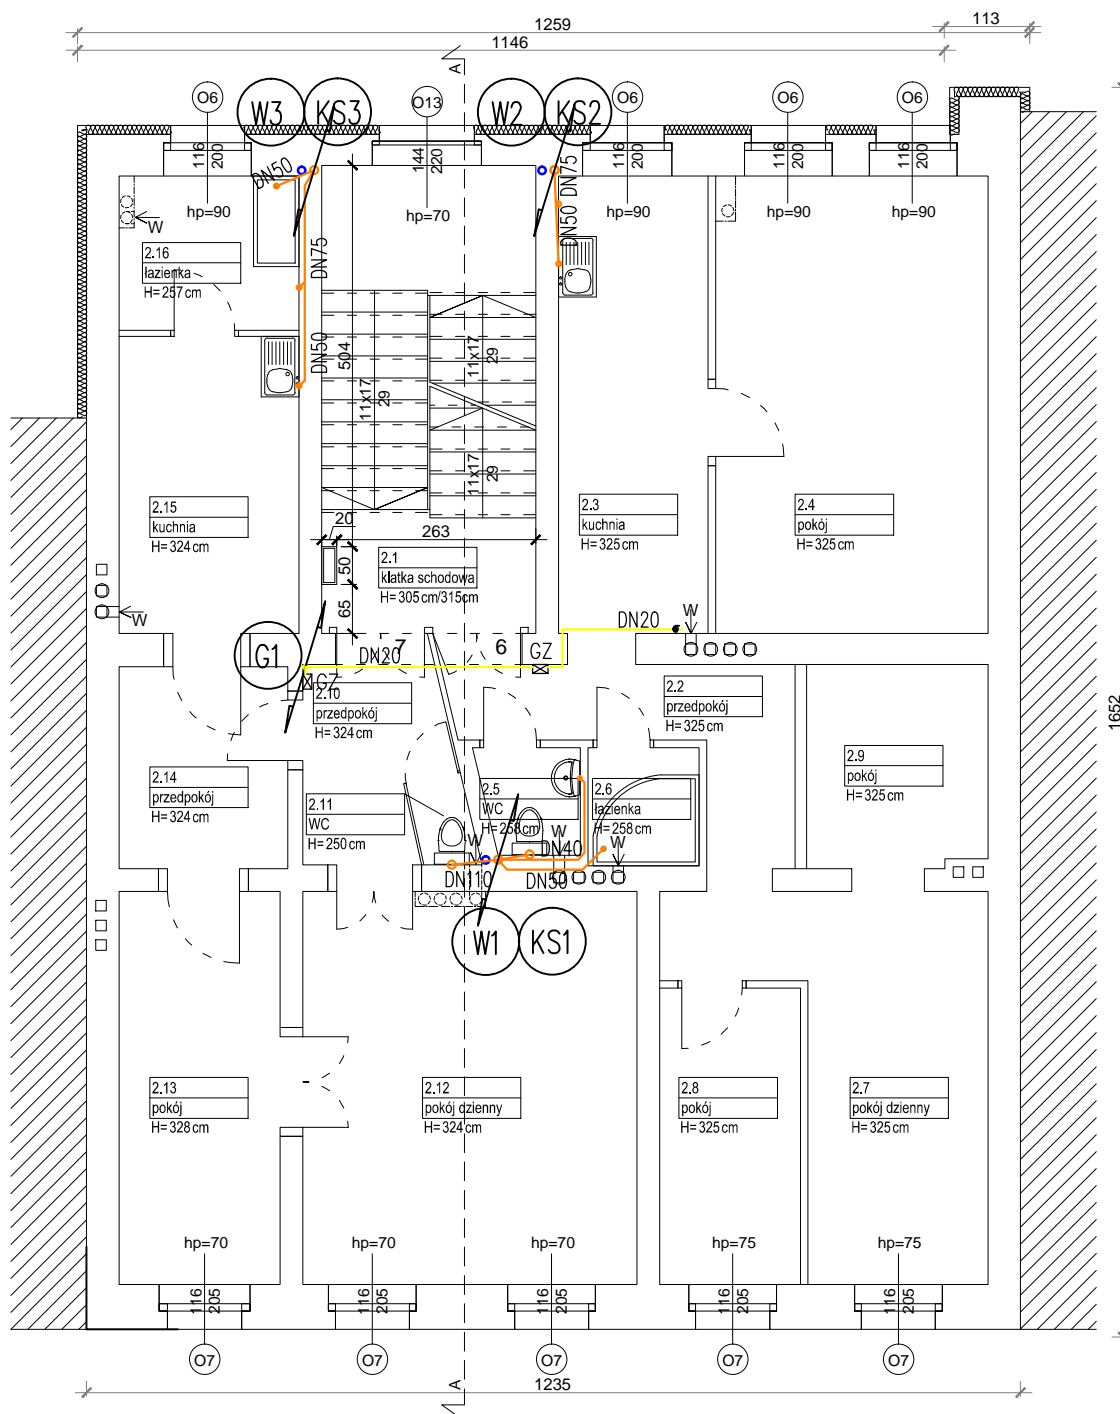 1259
113
1146
A
O6
W3
KS3
O13
W2
KS2
O6
O6
O6
116
200
144
220
116
200
116
200
116
200
DN50
DN75
hp=90
hp=70
hp=90
hp=90
hp=90
W
DN50
2.16
łazienka
H=257cm
DN75
DN50
504
11x17
29
11x17
29
11x17
29
2.15
kuchnia
H=324cm
20
263
2.3
kuchnia
H=325cm
2.4
pokój
H=325cm
50
2.1
klatka schodowa
H=305cm/315cm
65
W
W
DN20
G1
DN20
7
6
GZ
GZ
2.10
przedpokój
H=324cm
2.2
przedpokój
H=325cm
1652
2.14
przedpokój
H=324cm
2.9
pokój
H=325cm
2.11
WC
H=250cm
2.5
WC
H=258cm
2.6
łazienka
H=258cm
W
W
W
DN40
DN110
DN50
W1
KS1
2.13
pokój
H=328cm
2.12
pokój dzienny
H=324cm
2.8
pokój
H=325cm
2.7
pokój dzienny
H=325cm
hp=70
hp=70
hp=70
hp=75
hp=75
116
205
116
205
116
205
116
205
116
205
O7
O7
O7
O7
O7
A
1235